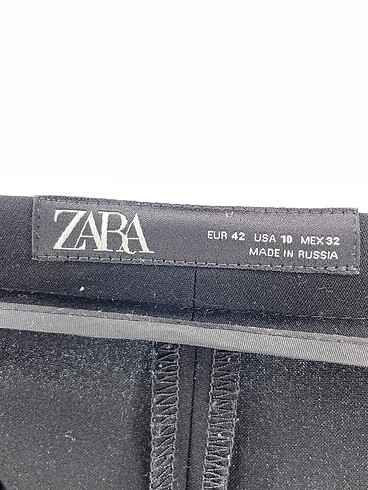 ZARA
EUR 42 USA 10 MEX 32
MADE IN RUSSIA